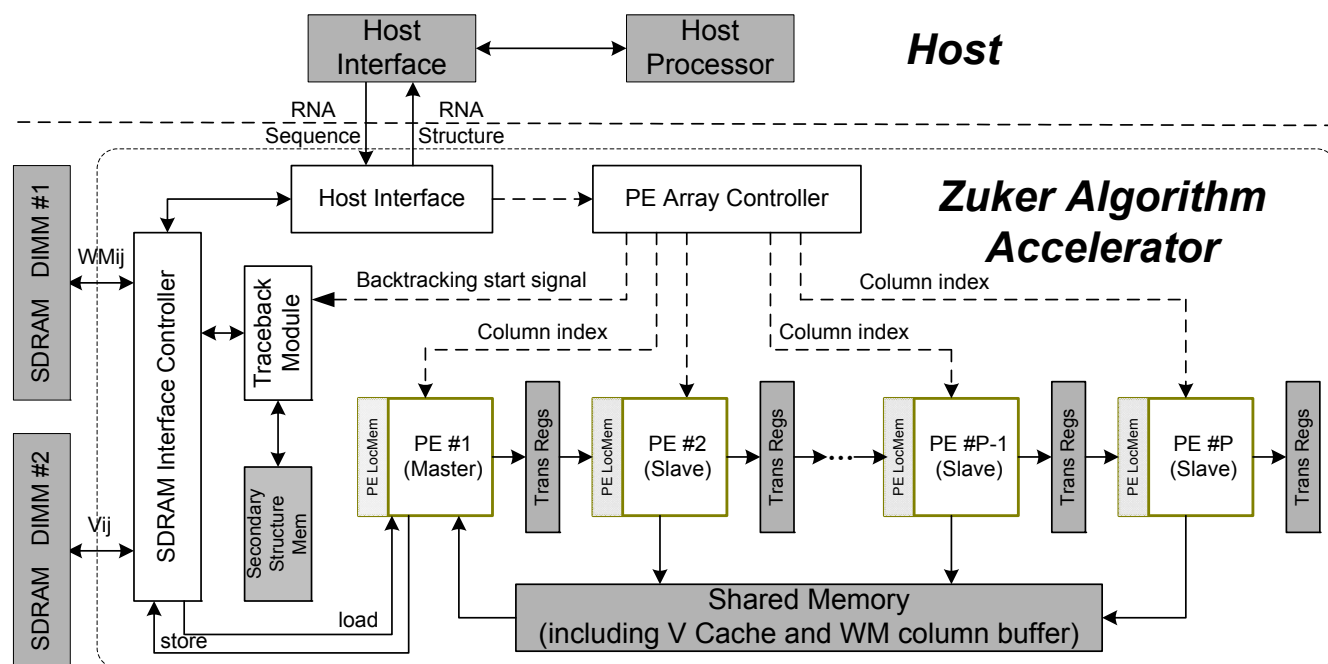 Host
Interface
Host
Processor
Host
RNA
Sequence
RNA
Structure
SDRAM DIMM #1
Host Interface
PE Array Controller
Zuker Algorithm
Accelerator
WMij
SDRAM Interface Controller
Traceback
Module
Backtracking start signal
Column index
Column index
Column index
PE LocMem
PE #1
(Master)
Trans Regs
PE LocMem
PE #2
(Slave)
Trans Regs
...
PE LocMem
PE #P-1
(Slave)
Trans Regs
PE LocMem
PE #P
(Slave)
Trans Regs
SDRAM DIMM #2
Vij
Secondary
Structure
Mem
load
store
Shared Memory
(including V Cache and WM column buffer)